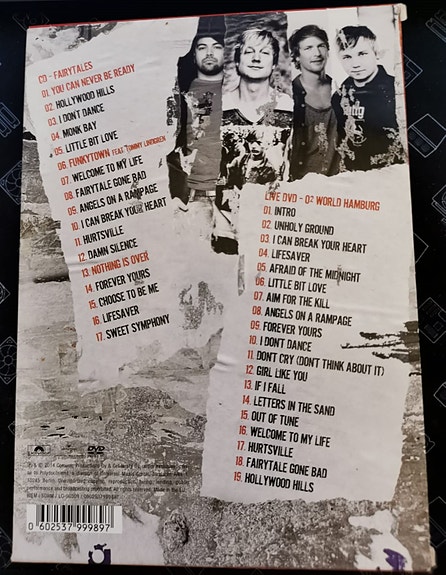 CD - FAIRYTALES
01. YOU CAN NEVER BE READY
02. HOLLYWOOD HILLS
03. I DON'T DANCE
04. MONK BAY
05. LITTLE BIT LOVE
06. FUNKYTOWN FEAT. TOMMY LINDGREN
07. WELCOME TO MY LIFE
08. FAIRYTALE GONE BAD
09. ANGELS ON A RAMPAGE
10. I CAN BREAK YOUR HEART
11. HURTSVILLE
12. DAMN SILENCE
13. NOTHING IS OVER
14. FOREVER YOURS
15. CHOOSE TO BE ME
16. LIFESAVER
17. SWEET SYMPHONY
LIVE DVD - O² WORLD HAMBURG
01. INTRO
02. UNHOLY GROUND
03. I CAN BREAK YOUR HEART
04. LIFESAVER
05. AFRAID OF THE MIDNIGHT
06. LITTLE BIT LOVE
07. AIM FOR THE KILL
08. ANGELS ON A RAMPAGE
09. FOREVER YOURS
10. I DON'T DANCE
11. DON'T CRY (DON'T THINK ABOUT IT)
12. GIRL LIKE YOU
13. IF I FALL
14. LETTERS IN THE SAND
15. OUT OF TUNE
16. WELCOME TO MY LIFE
17. HURTSVILLE
18. FAIRYTALE GONE BAD
19. HOLLYWOOD HILLS
DVD
0 602537 999897